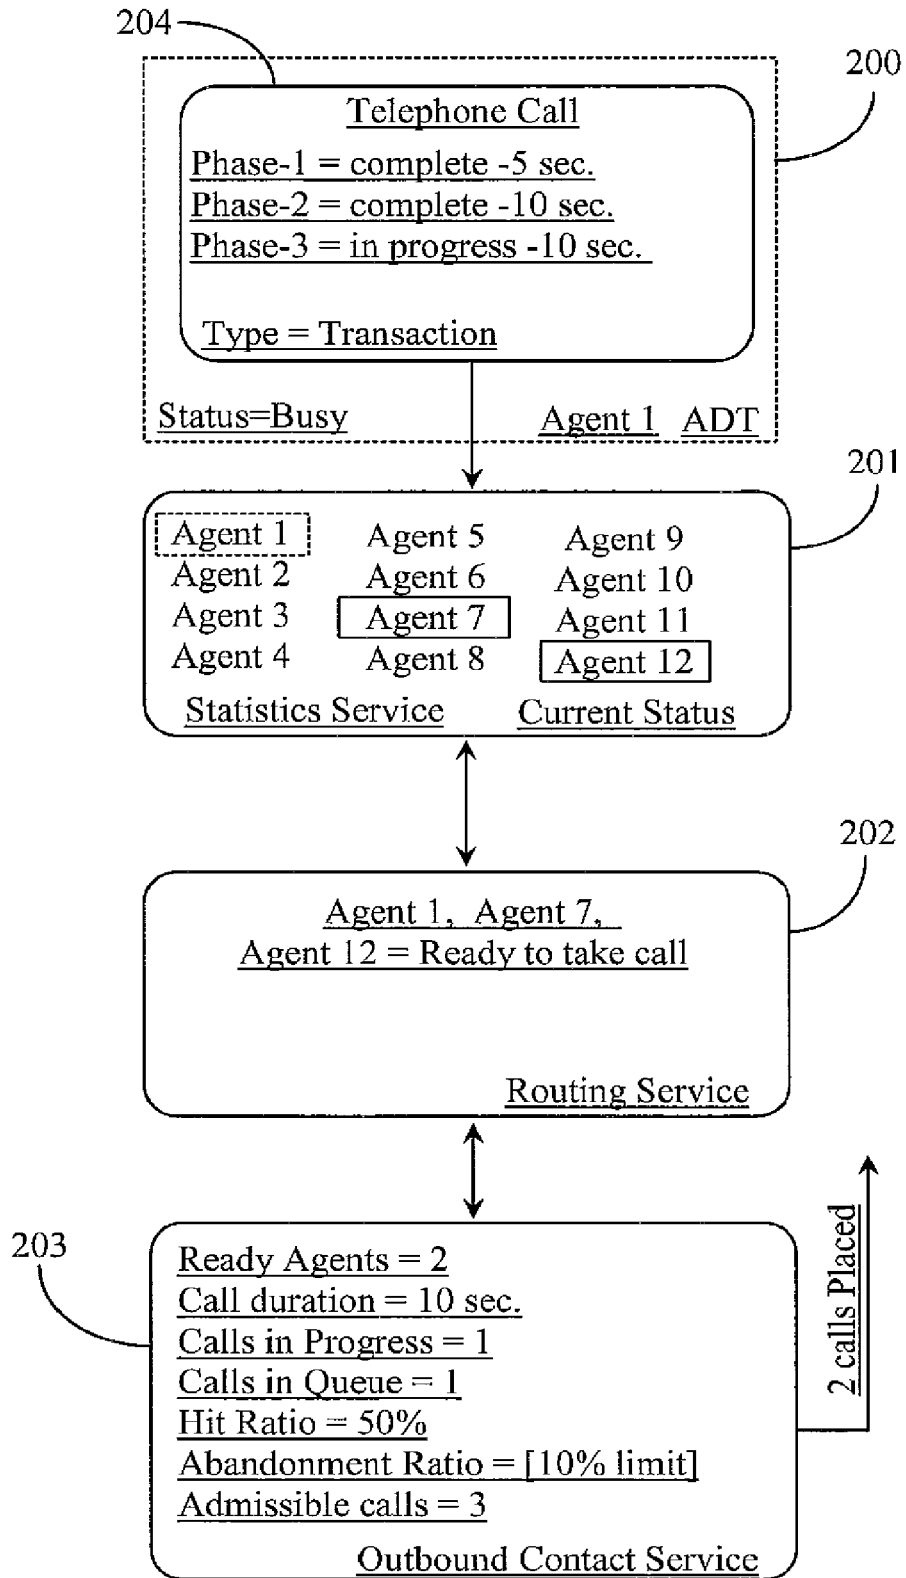 204
200
Telephone Call
Phase-1 = complete -5 sec.
Phase-2 = complete -10 sec.
Phase-3 = in progress -10 sec.
Type = Transaction
Status=Busy Agent 1 ADT
201
Agent 1 Agent 5 Agent 9
Agent 2 Agent 6 Agent 10
Agent 3 Agent 7 Agent 11
Agent 4 Agent 8 Agent 12
Statistics Service Current Status
202
Agent 1, Agent 7,
Agent 12 = Ready to take call
Routing Service
203
Ready Agents = 2
Call duration = 10 sec.
Calls in Progress = 1
Calls in Queue = 1
Hit Ratio = 50%
Abandonment Ratio = [10% limit]
Admissible calls = 3
Outbound Contact Service
2 calls Placed